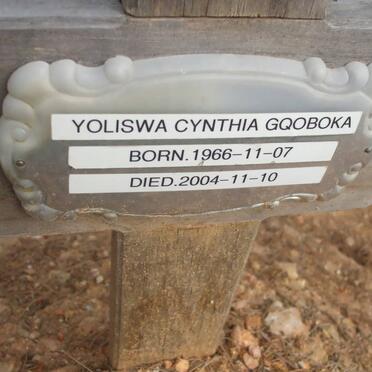 YOLISWA CYNTHIA GQOBOKA
BORN.1966-11-07
DIED.2004-11-10